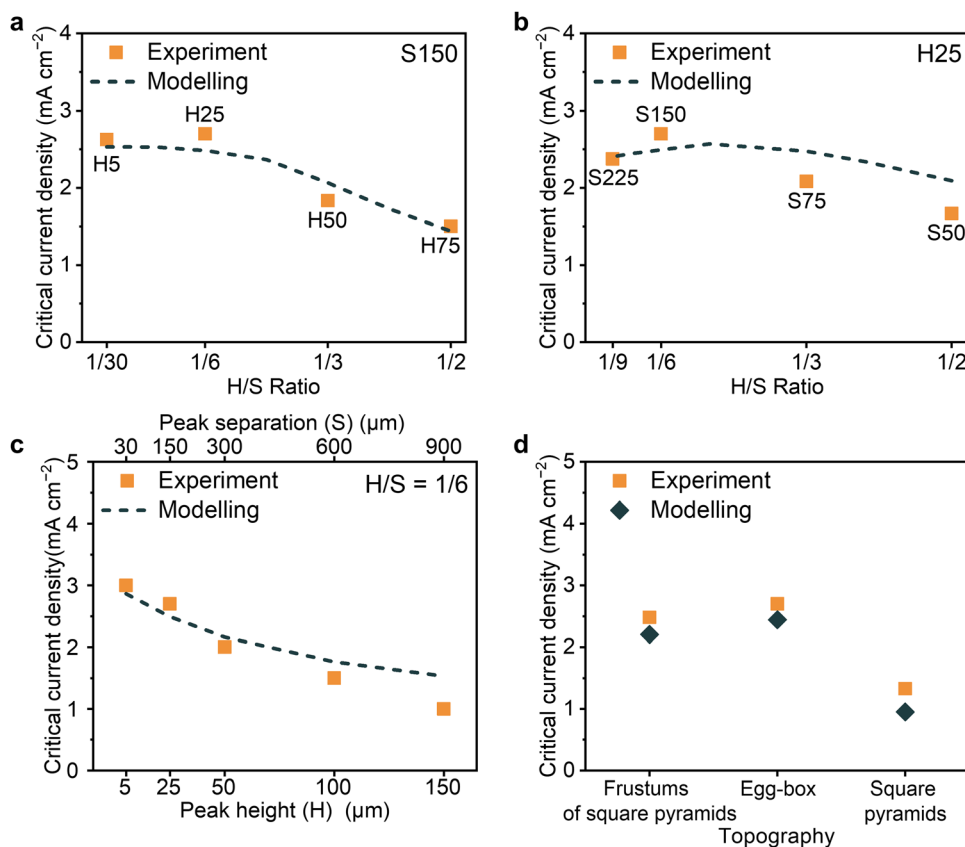 a
4
3
2
1
0
Critical current density (mA cm⁻²)
Experiment
Modelling
S150
H5
H25
H50
H75
1/30
1/6
1/3
1/2
H/S Ratio
b
4
3
2
1
0
Critical current density (mA cm⁻²)
Experiment
Modelling
H25
S225
S150
S75
S50
1/9
1/6
1/3
1/2
H/S Ratio
c
Peak separation (S) (μm)
30
150
300
600
900
5
4
3
2
1
0
Critical current density(mA cm⁻²)
Experiment
Modelling
H/S = 1/6
5
25
50
100
150
Peak height (H) (μm)
d
5
4
3
2
1
0
Critical current density (mA cm⁻²)
Experiment
Modelling
Frustums
of square pyramids
Egg-box
Square
pyramids
Topography